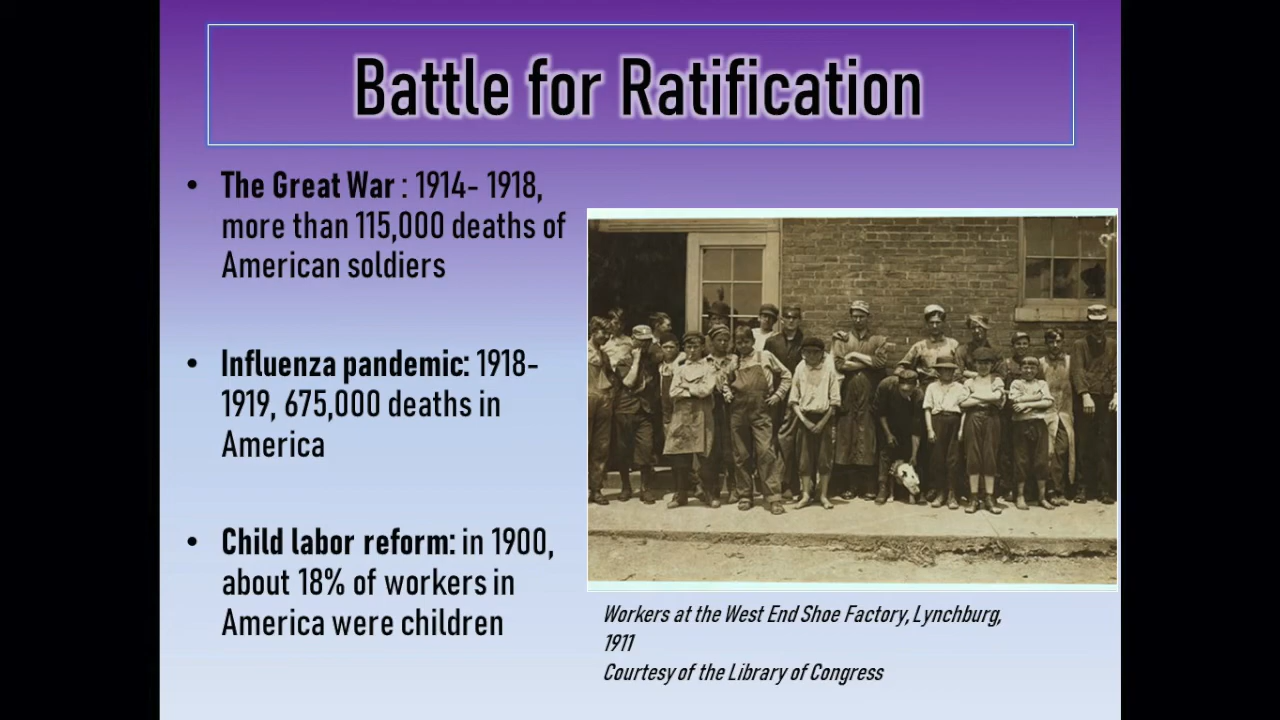 Battle for Ratification
• The Great War : 1914- 1918,
more than 115,000 deaths of
American soldiers
• Influenza pandemic: 1918-
1919, 675,000 deaths in
America
• Child labor reform: in 1900,
about 18% of workers in
America were children
Workers at the West End Shoe Factory, Lynchburg,
1911
Courtesy of the Library of Congress